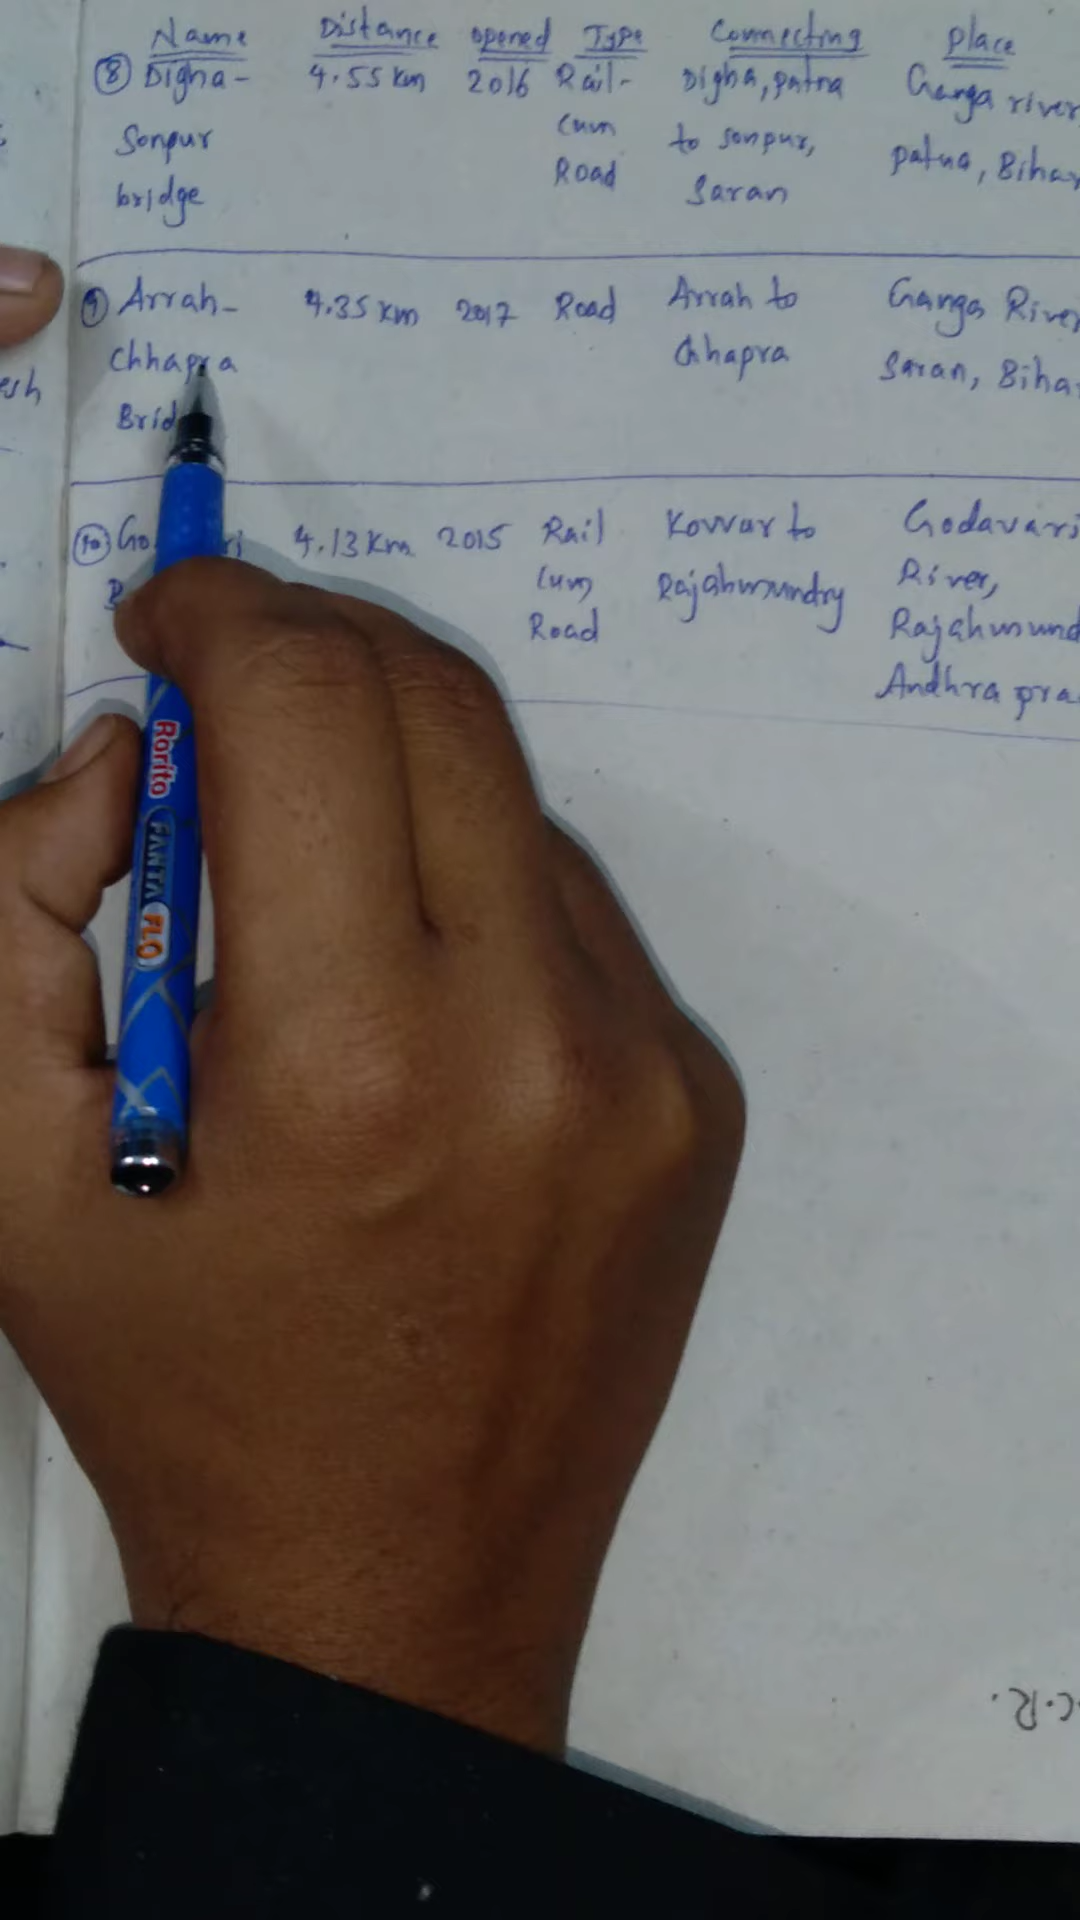 Name Distance opened Type Connecting Place
⑧ Digha- 4.55 km 2016 Rail- Digha, patna Ganga river
Sonpur cum to sonpur, patna, Bihar
bridge Road Saran
⑨ Arrah- 4.35 km 2017 Road Arrah to Ganga River
Chhapra Chhapra Saran, Bihar
Brid
⑩ Go ri 4.13 Km 2015 Rail Kovvur to Godavari
B cum Rajahmundry River,
Road Rajahmund
Andhra pra
esh
Rorito
FANTA FLO
C.R.